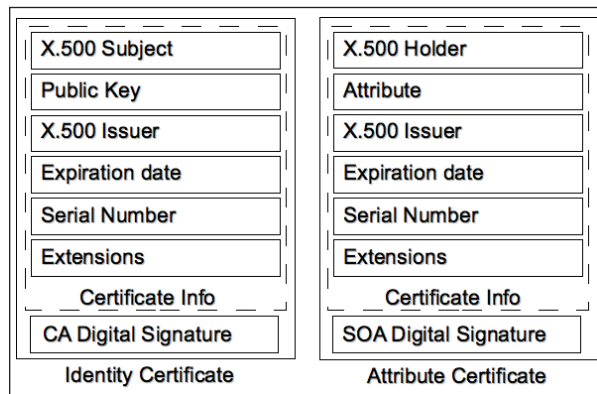 X.500 Subject
Public Key
X.500 Issuer
Expiration date
Serial Number
Extensions
Certificate Info
CA Digital Signature
Identity Certificate
X.500 Holder
Attribute
X.500 Issuer
Expiration date
Serial Number
Extensions
Certificate Info
SOA Digital Signature
Attribute Certificate